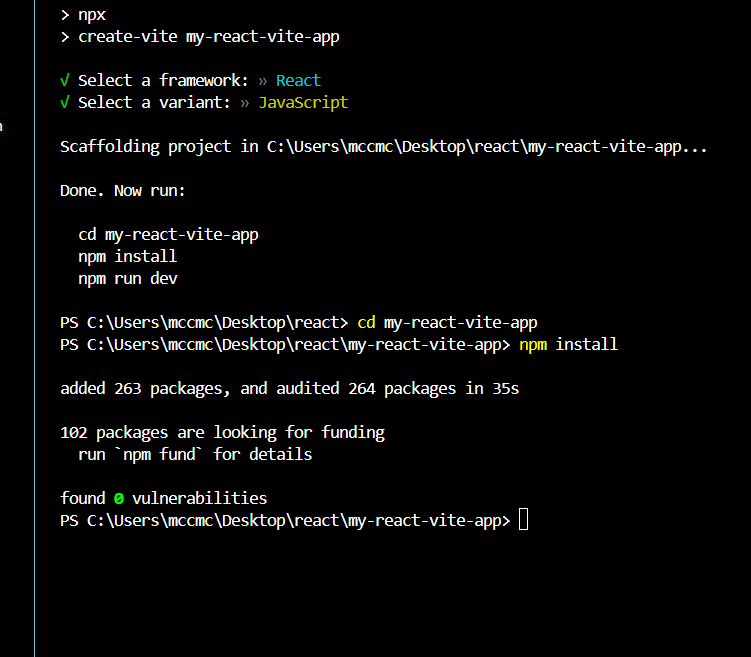 > npx
> create-vite my-react-vite-app
√ Select a framework: » React
√ Select a variant: » JavaScript
Scaffolding project in C:\Users\mccmc\Desktop\react\my-react-vite-app...
Done. Now run:
cd my-react-vite-app
npm install
npm run dev
PS C:\Users\mccmc\Desktop\react> cd my-react-vite-app
PS C:\Users\mccmc\Desktop\react\my-react-vite-app> npm install
added 263 packages, and audited 264 packages in 35s
102 packages are looking for funding
run `npm fund` for details
found 0 vulnerabilities
PS C:\Users\mccmc\Desktop\react\my-react-vite-app>